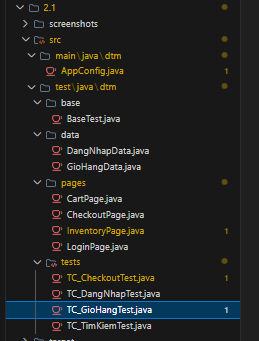 2.1
screenshots
src
main\java\dtm
AppConfig.java 1
test\java\dtm
base
BaseTest.java
data
DangNhapData.java
GioHangData.java
pages
CartPage.java
CheckoutPage.java
InventoryPage.java 1
LoginPage.java
tests
TC_CheckoutTest.java 1
TC_DangNhapTest.java
TC_GioHangTest.java 1
TC_TimKiemTest.java
target